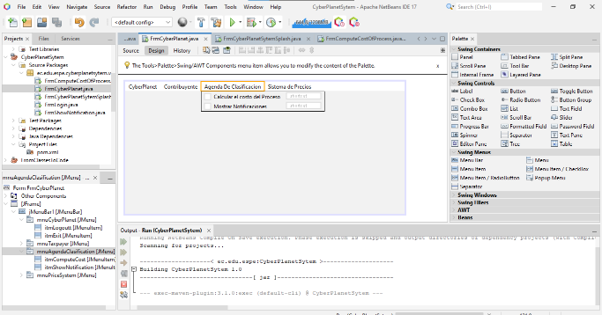 File Edit View Navigate Source Refactor Run Debug Profile Team Tools Window Help
CyberPlanetSytem - Apache NetBeans IDE 17
Search (Ctrl+I)
<default config>
Projects Files Services
Test Libraries
CyberPlanetSytem
Source Packages
ec.edu.espe.cyberplanetsytem.v
FrmComputeCostOfProcess.
FrmCyberPlanet.java
FrmCyberPlanetSytemSplash
FrmLogin.java
FrmShowNotification.java
Test Packages
Dependencies
Java Dependencies
Project Files
pom.xml
mnuAgendaClasification [JMenu]
Form FrmCyberPlanet
Other Components
[JFrame]
jMenuBar1 [JMenuBar]
mnuCyberPlanet [JMenu]
itmLogout [JMenuItem]
itmExit [JMenuItem]
mnuTaxpayer [JMenu]
mnuAgendaClasification [JMenu]
itmComputeCost [JMenuItem]
itmShowNotification [JMenuItem]
mnuPriceSystem [JMenu]
...ava FrmCyberPlanet.java FrmCyberPlanetSytemSplash.java FrmComputeCostOfProcess.java
Source Design History
The Tools>Palette>Swing/AWT Components menu item allows you to modify the content of the Palette.
CyberPlanet Contribuyente Agenda De Clasificacion Sistema de Precios
Calcular el costo del Proceso
Mostrar Notificaciones
Palette
Swing Containers
Panel Tabbed Pane Split Pane
Scroll Pane Tool Bar Desktop Pane
Internal Frame Layered Pane
Swing Controls
Label Button Toggle Button
Check Box Radio Button Button Group
Combo Box List Text Field
Text Area Scroll Bar Slider
Progress Bar Formatted Field Password Field
Spinner Separator Text Pane
Editor Pane Tree Table
Swing Menus
Menu Bar Menu
Menu Item Menu Item / CheckBox
Menu Item / RadioButton Popup Menu
Separator
Swing Windows
Swing Fillers
AWT
Beans
Output - Run (CyberPlanetSytem)
Scanning for projects...
< ec.edu.espe:CyberPlanetSytem >
Building CyberPlanetSytem 1.0
[ jar ]
--- exec-maven-plugin:3.1.0:exec (default-cli) @ CyberPlanetSytem ---